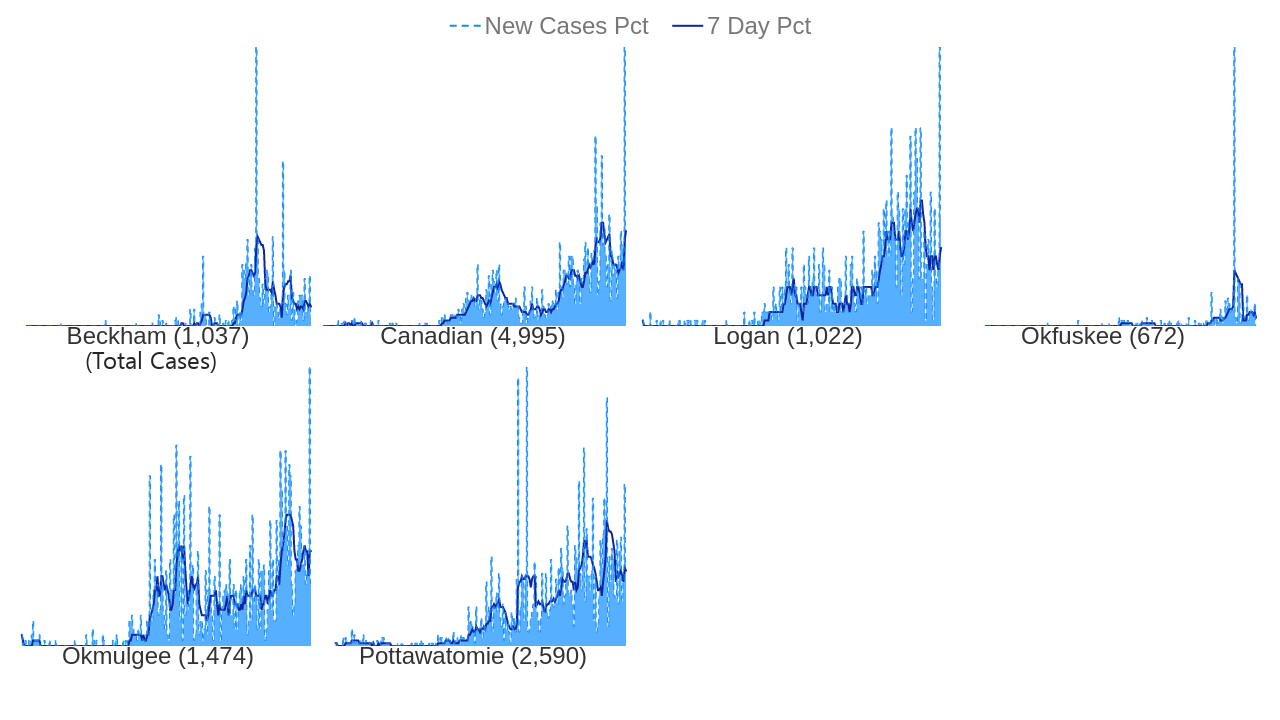 New Cases Pct 7 Day Pct
Beckham (1,037) Canadian (4,995) Logan (1,022) Okfuskee (672)
(Total Cases)
Okmulgee (1,474) Pottawatomie (2,590)